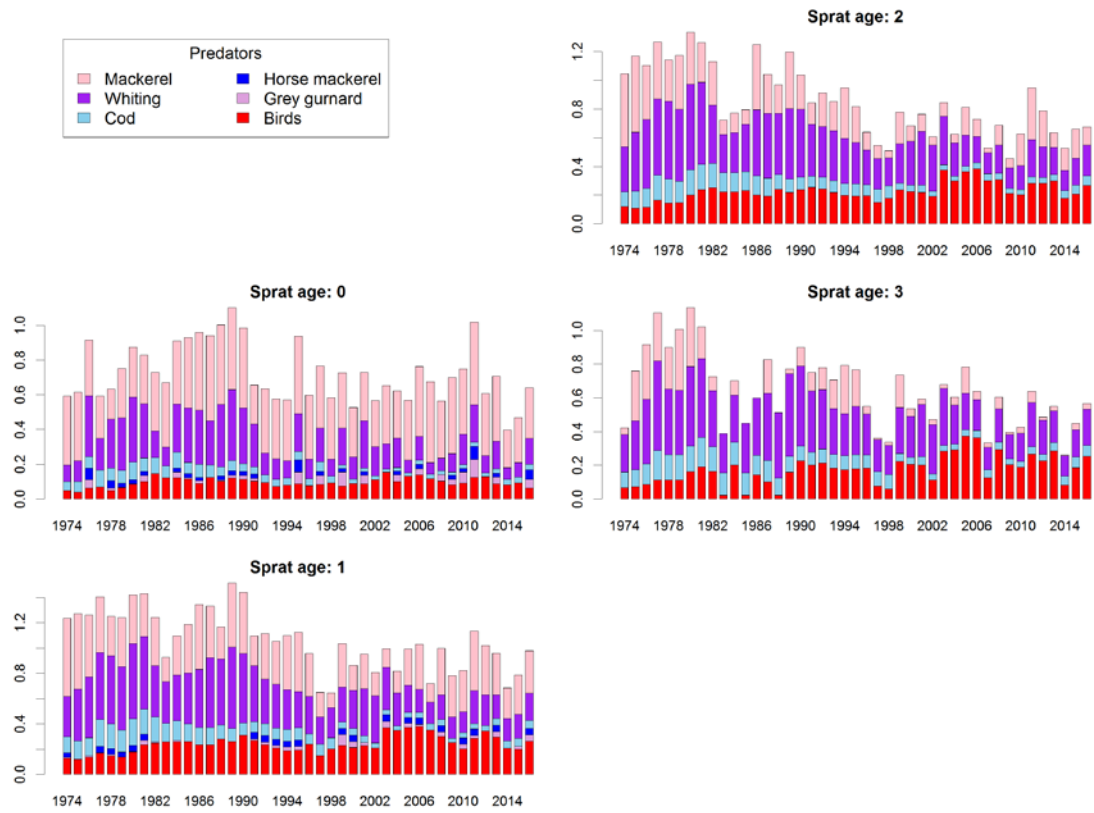 Predators
Mackerel Horse mackerel
Whiting Grey gurnard
Cod Birds
Sprat age: 2
0.0 0.4 0.8 1.2
1974 1978 1982 1986 1990 1994 1998 2002 2006 2010 2014
Sprat age: 0
0.0 0.2 0.4 0.6 0.8 1.0
1974 1978 1982 1986 1990 1994 1998 2002 2006 2010 2014
Sprat age: 3
0.0 0.2 0.4 0.6 0.8 1.0
1974 1978 1982 1986 1990 1994 1998 2002 2006 2010 2014
Sprat age: 1
0.0 0.4 0.8 1.2
1974 1978 1982 1986 1990 1994 1998 2002 2006 2010 2014